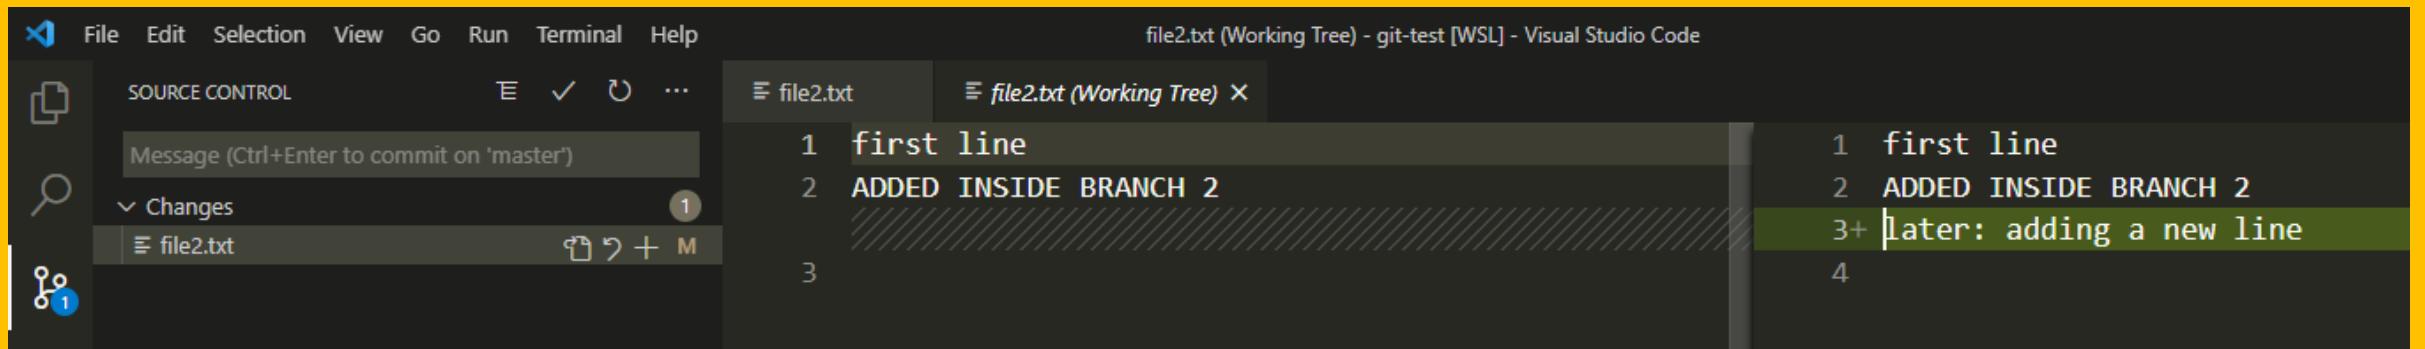 File Edit Selection View Go Run Terminal Help
file2.txt (Working Tree) - git-test [WSL] - Visual Studio Code
SOURCE CONTROL
Message (Ctrl+Enter to commit on 'master')
Changes 1
file2.txt M
1
file2.txt
file2.txt (Working Tree)
1 first line
2 ADDED INSIDE BRANCH 2
3
1 first line
2 ADDED INSIDE BRANCH 2
3+ later: adding a new line
4